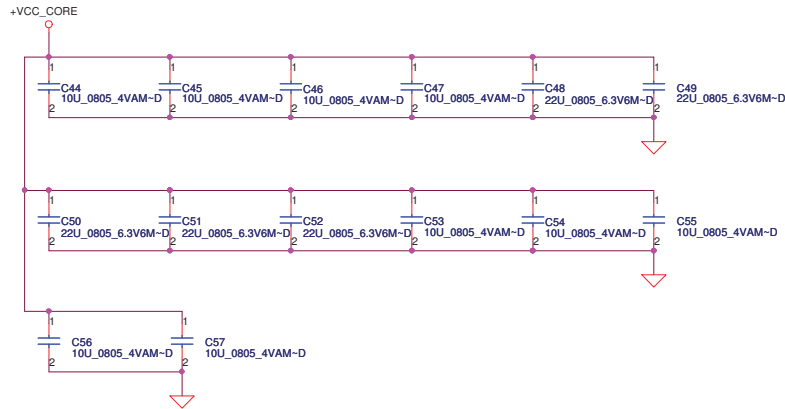 +VCC_CORE
1 1 1 1 1 1
C44 C45 C46 C47 C48 C49
10U_0805_4VAM~D 10U_0805_4VAM~D 10U_0805_4VAM~D 10U_0805_4VAM~D 22U_0805_6.3V6M~D 22U_0805_6.3V6M~D
2 2 2 2 2 2
1 1 1 1 1 1
C50 C51 C52 C53 C54 C55
22U_0805_6.3V6M~D 22U_0805_6.3V6M~D 22U_0805_6.3V6M~D 10U_0805_4VAM~D 10U_0805_4VAM~D 10U_0805_4VAM~D
2 2 2 2 2 2
1 1
C56 C57
10U_0805_4VAM~D 10U_0805_4VAM~D
2 2